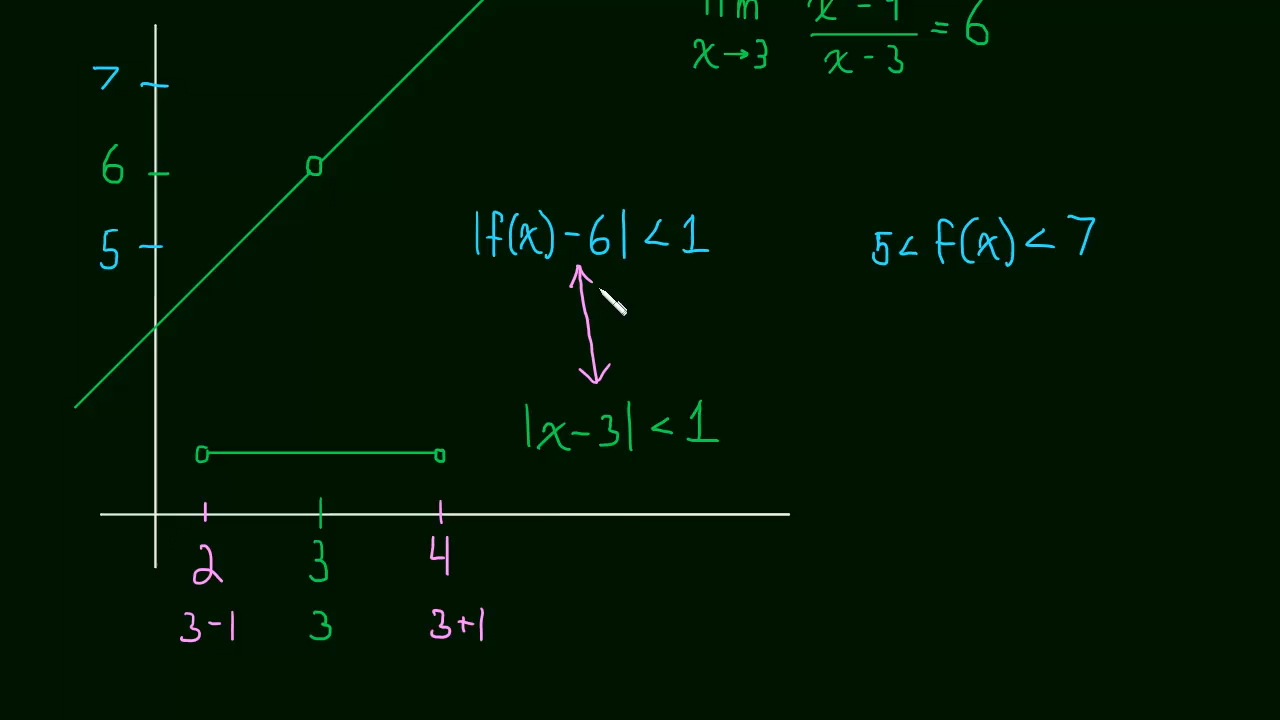 lim
x→3 x-3 = 6
7
6
5
|f(x)-6| < 1
5 < f(x) < 7
|x-3| < 1
2 3 4
3-1 3 3+1